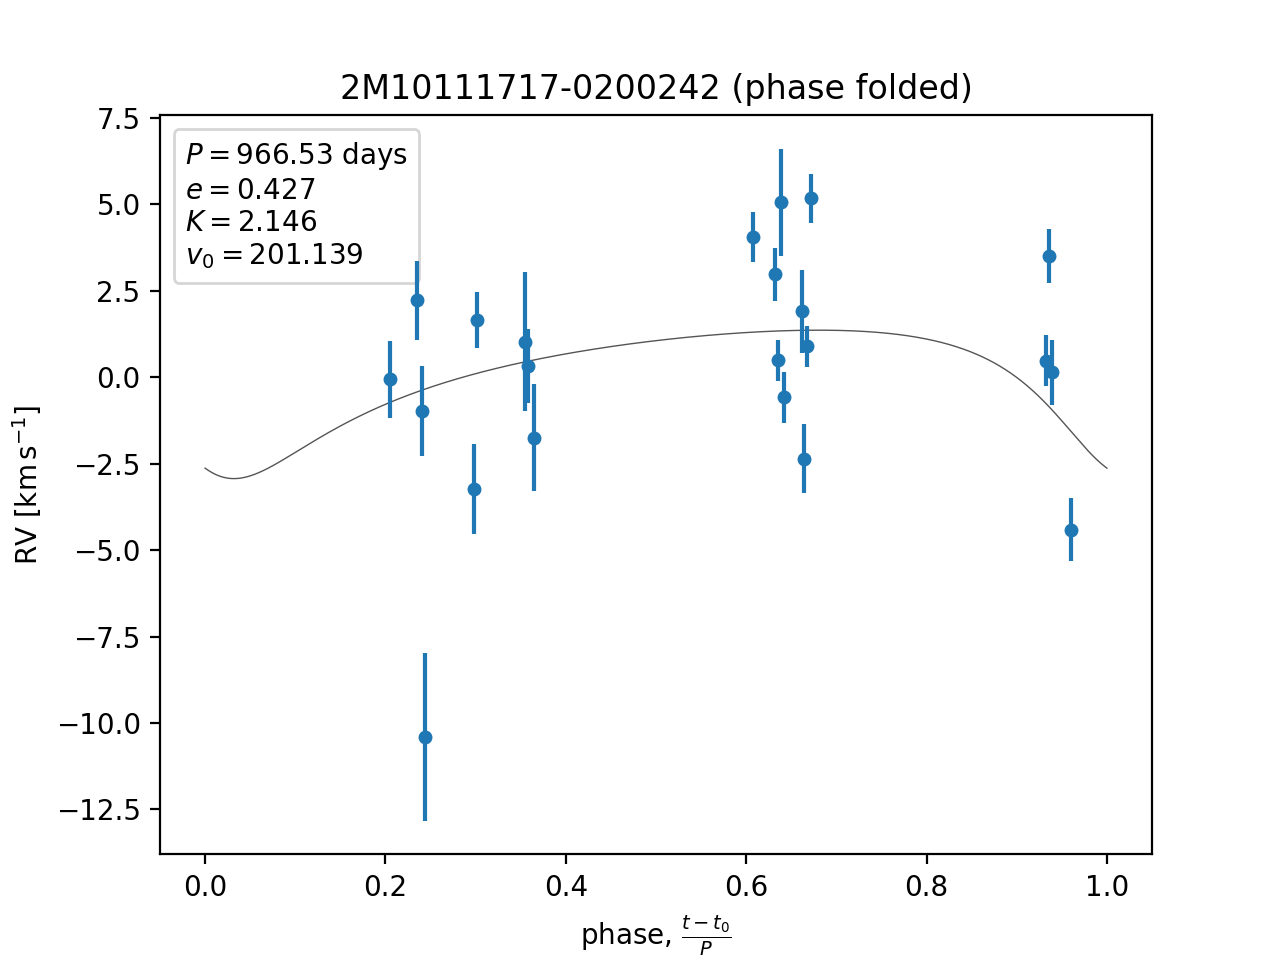 2M10111717-0200242 (phase folded)
P = 966.53 days
e = 0.427
K = 2.146
v₀ = 201.139
7.5
5.0
2.5
0.0
−2.5
−5.0
−7.5
−10.0
−12.5
RV [km s⁻¹]
0.0 0.2 0.4 0.6 0.8 1.0
phase, (t − t₀)/P